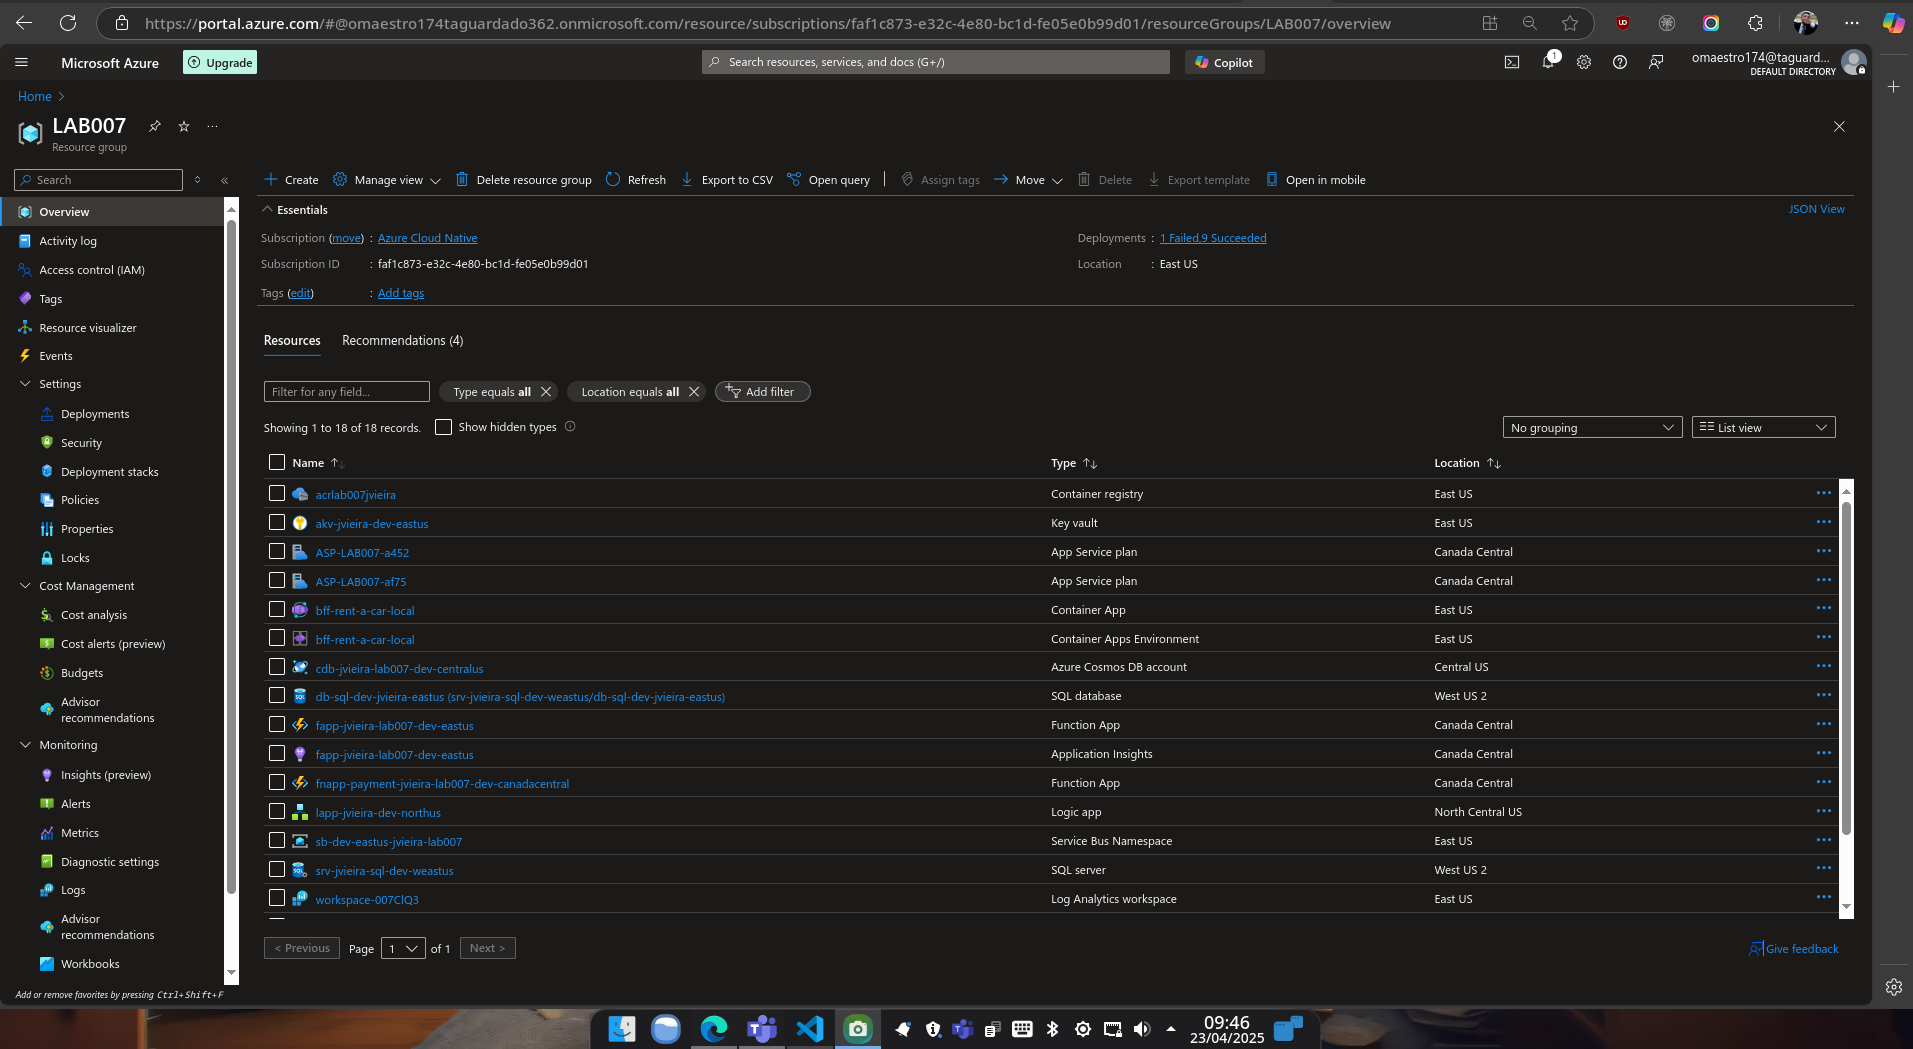 https://portal.azure.com/#@omaestro174taguardado362.onmicrosoft.com/resource/subscriptions/faf1c873-e32c-4e80-bc1d-fe05e0b99d01/resourceGroups/LAB007/overview
Microsoft Azure
Upgrade
Search resources, services, and docs (G+/)
Copilot
1
omaestro174@taguard...
DEFAULT DIRECTORY
Home
LAB007
Resource group
Search
Create
Manage view
Delete resource group
Refresh
Export to CSV
Open query
Assign tags
Move
Delete
Export template
Open in mobile
Overview
Activity log
Access control (IAM)
Tags
Resource visualizer
Events
Settings
Deployments
Security
Deployment stacks
Policies
Properties
Locks
Cost Management
Cost analysis
Cost alerts (preview)
Budgets
Advisor
recommendations
Monitoring
Insights (preview)
Alerts
Metrics
Diagnostic settings
Logs
Advisor
recommendations
Workbooks
Add or remove favorites by pressing Ctrl+Shift+F
Essentials
JSON View
Subscription (move) : Azure Cloud Native
Deployments : 1 Failed,9 Succeeded
Subscription ID : faf1c873-e32c-4e80-bc1d-fe05e0b99d01
Location : East US
Tags (edit) : Add tags
Resources
Recommendations (4)
Filter for any field...
Type equals all
Location equals all
Add filter
Showing 1 to 18 of 18 records.
Show hidden types
No grouping
List view
Name Type Location
acrlab007jvieira Container registry East US
akv-jvieira-dev-eastus Key vault East US
ASP-LAB007-a452 App Service plan Canada Central
ASP-LAB007-af75 App Service plan Canada Central
bff-rent-a-car-local Container App East US
bff-rent-a-car-local Container Apps Environment East US
cdb-jvieira-lab007-dev-centralus Azure Cosmos DB account Central US
db-sql-dev-jvieira-eastus (srv-jvieira-sql-dev-weastus/db-sql-dev-jvieira-eastus) SQL database West US 2
fapp-jvieira-lab007-dev-eastus Function App Canada Central
fapp-jvieira-lab007-dev-eastus Application Insights Canada Central
fnapp-payment-jvieira-lab007-dev-canadacentral Function App Canada Central
lapp-jvieira-dev-northus Logic app North Central US
sb-dev-eastus-jvieira-lab007 Service Bus Namespace East US
srv-jvieira-sql-dev-weastus SQL server West US 2
workspace-007ClQ3 Log Analytics workspace East US
< Previous
Page 1 of 1
Next >
Give feedback
09:46
23/04/2025